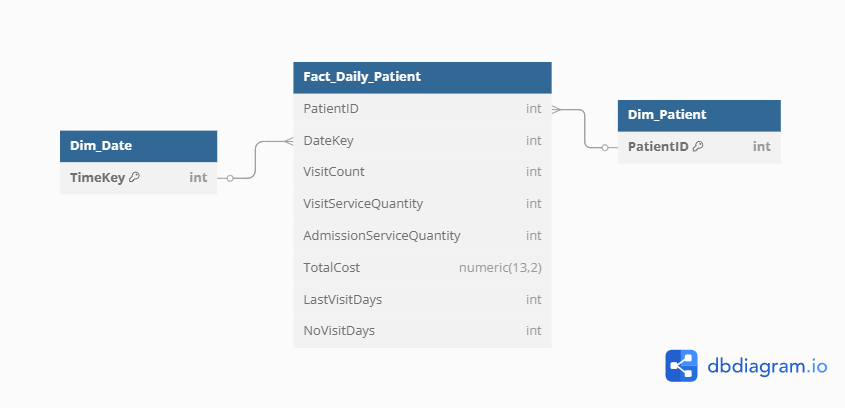 Fact_Daily_Patient
PatientID int
DateKey int
VisitCount int
VisitServiceQuantity int
AdmissionServiceQuantity int
TotalCost numeric(13,2)
LastVisitDays int
NoVisitDays int
Dim_Date
TimeKey int
Dim_Patient
PatientID int
dbdiagram.io